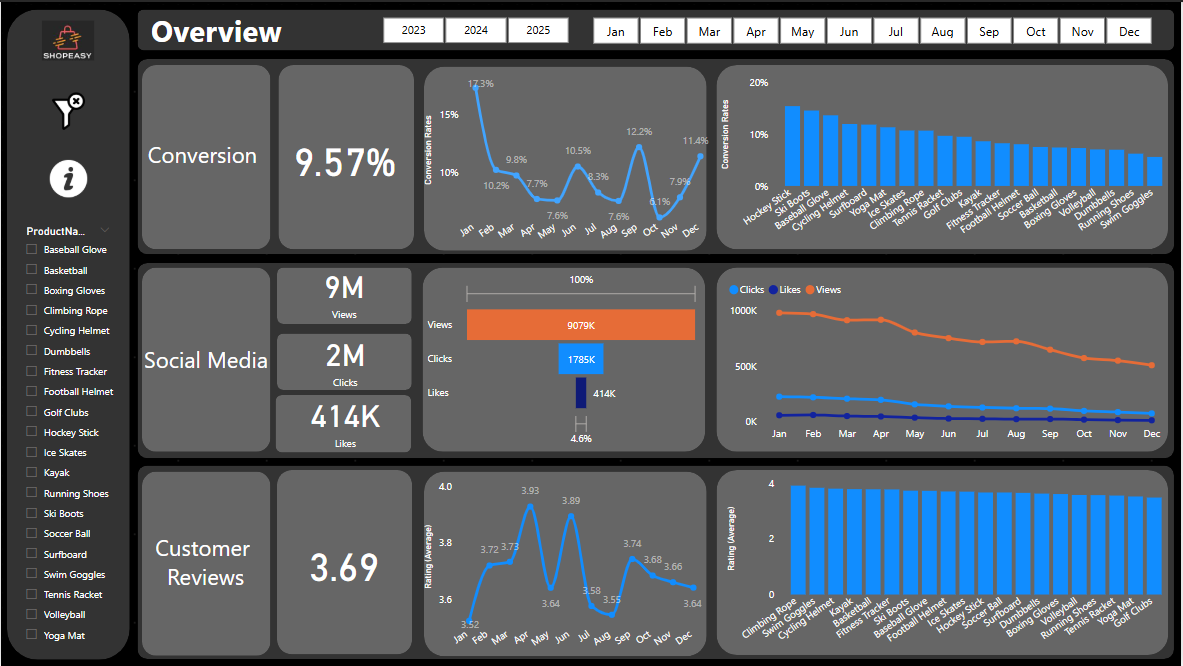 SHOPEASY
Overview
2023 2024 2025
Jan Feb Mar Apr May Jun Jul Aug Sep Oct Nov Dec
ProductNa...
Baseball Glove
Basketball
Boxing Gloves
Climbing Rope
Cycling Helmet
Dumbbells
Fitness Tracker
Football Helmet
Golf Clubs
Hockey Stick
Ice Skates
Kayak
Running Shoes
Ski Boots
Soccer Ball
Surfboard
Swim Goggles
Tennis Racket
Volleyball
Yoga Mat
Conversion
9.57%
Conversion Rates
15%
10%
17.3%
10.2%
9.8%
7.7%
7.6%
10.5%
8.3%
7.6%
12.2%
6.1%
7.9%
11.4%
Jan Feb Mar Apr May Jun Jul Aug Sep Oct Nov Dec
Conversion Rates
20%
10%
0%
Hockey Stick
Ski Boots
Baseball Glove
Cycling Helmet
Surfboard
Yoga Mat
Ice Skates
Climbing Rope
Tennis Racket
Golf Clubs
Kayak
Fitness Tracker
Football Helmet
Soccer Ball
Basketball
Boxing Gloves
Volleyball
Dumbbells
Running Shoes
Swim Goggles
Social Media
9M
Views
2M
Clicks
414K
Likes
100%
Views 9079K
Clicks 1785K
Likes 414K
4.6%
Clicks Likes Views
1000K
500K
0K
Jan Feb Mar Apr May Jun Jul Aug Sep Oct Nov Dec
Customer
Reviews
3.69
Rating (Average)
4.0
3.8
3.6
3.52
3.72
3.73
3.93
3.64
3.89
3.58
3.55
3.74
3.68
3.66
3.64
Jan Feb Mar Apr May Jun Jul Aug Sep Oct Nov Dec
Rating (Average)
4
2
0
Climbing Rope
Swim Goggles
Cycling Helmet
Kayak
Basketball
Fitness Tracker
Ski Boots
Baseball Glove
Football Helmet
Ice Skates
Hockey Stick
Soccer Ball
Surfboard
Dumbbells
Boxing Gloves
Volleyball
Running Shoes
Tennis Racket
Yoga Mat
Golf Clubs